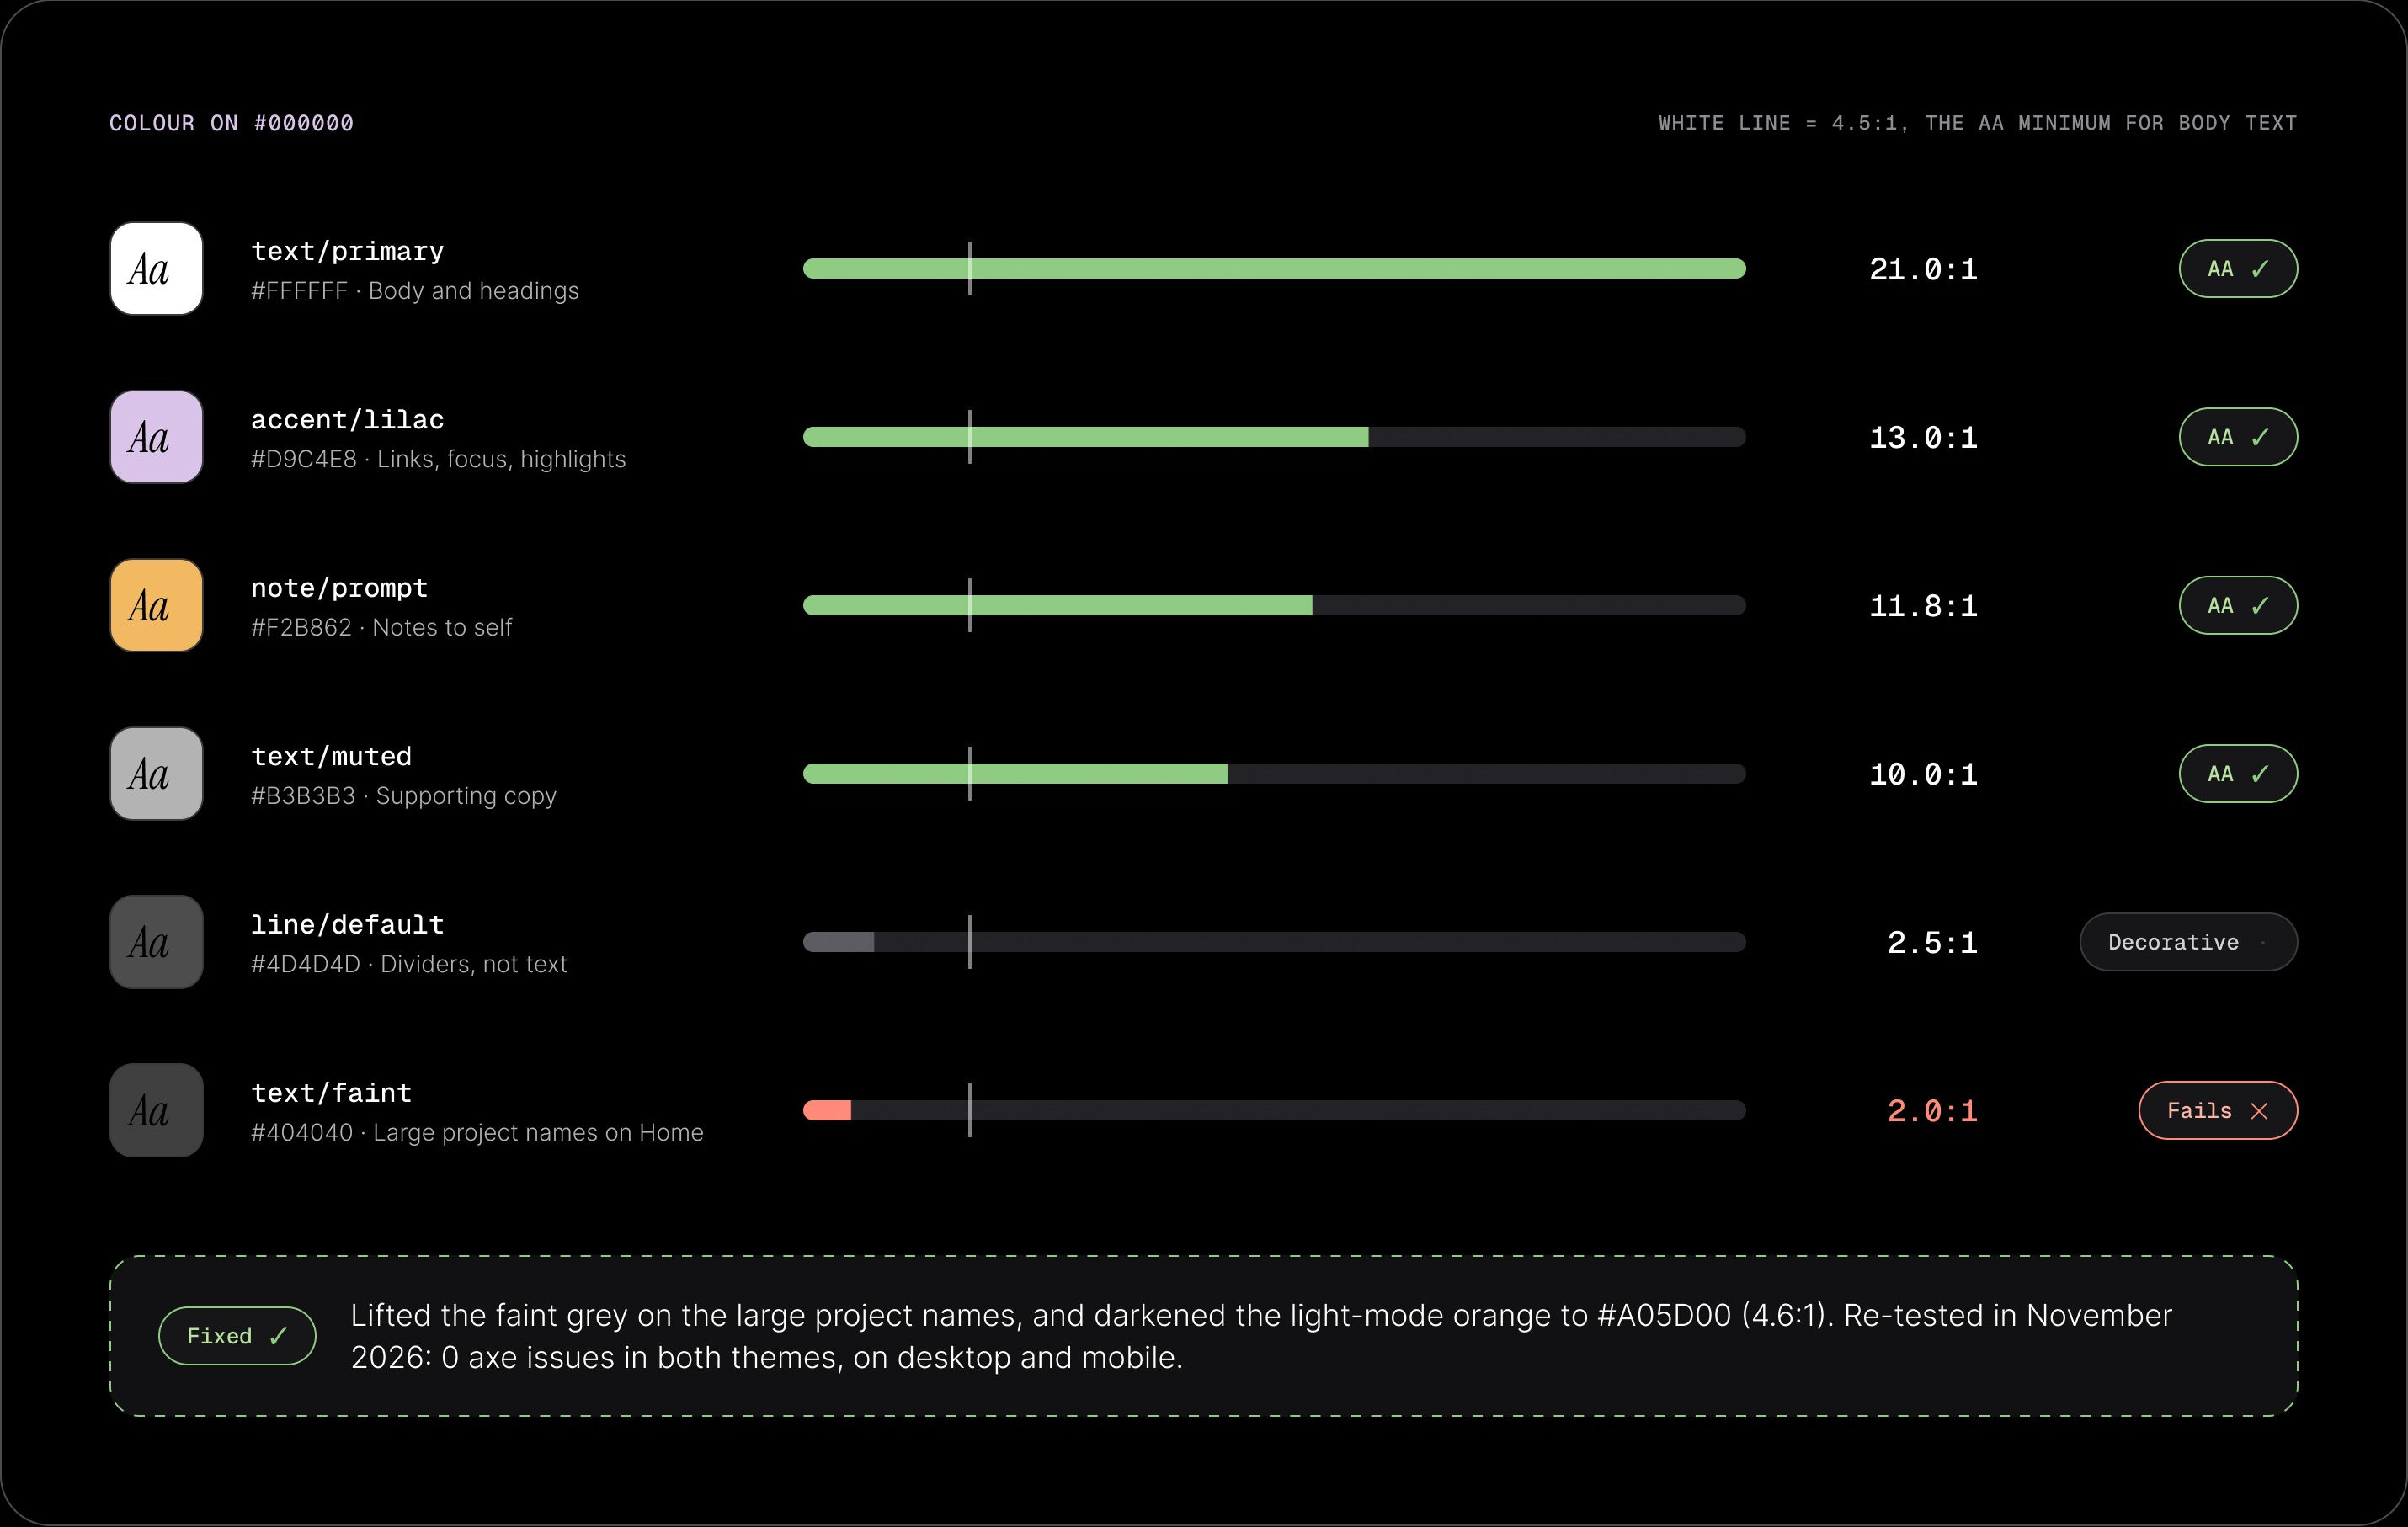 COLOUR ON #000000
WHITE LINE = 4.5:1, THE AA MINIMUM FOR BODY TEXT
Aa
text/primary
#FFFFFF · Body and headings
21.0:1
AA ✓
Aa
accent/lilac
#D9C4E8 · Links, focus, highlights
13.0:1
AA ✓
Aa
note/prompt
#F2B862 · Notes to self
11.8:1
AA ✓
Aa
text/muted
#B3B3B3 · Supporting copy
10.0:1
AA ✓
Aa
line/default
#4D4D4D · Dividers, not text
2.5:1
Decorative ·
Aa
text/faint
#404040 · Large project names on Home
2.0:1
Fails ✕
Fixed ✓
Lifted the faint grey on the large project names, and darkened the light-mode orange to #A05D00 (4.6:1). Re-tested in November
2026: 0 axe issues in both themes, on desktop and mobile.